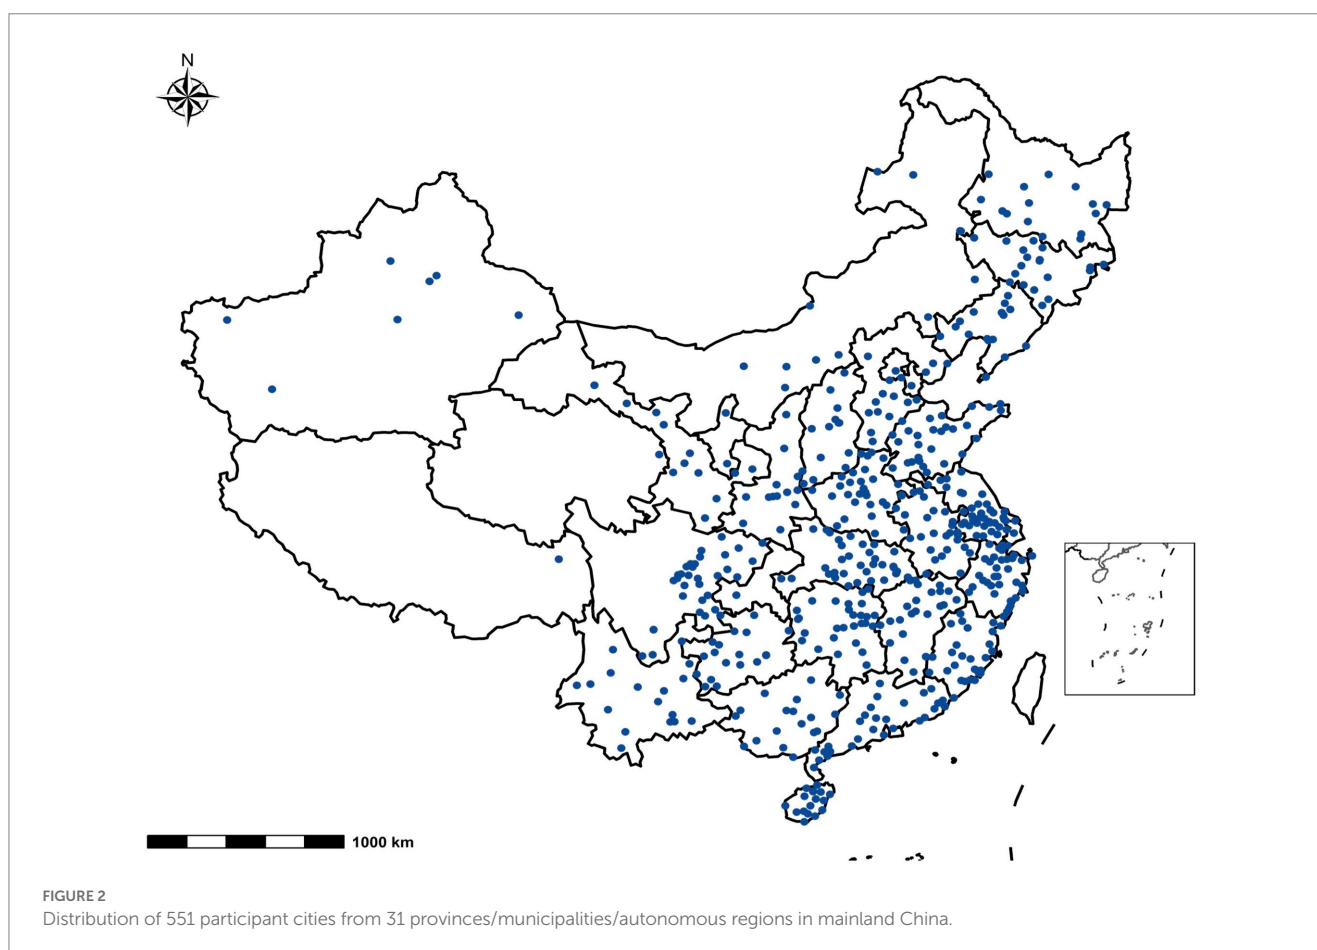 N
1000 km
FIGURE 2
Distribution of 551 participant cities from 31 provinces/municipalities/autonomous regions in mainland China.